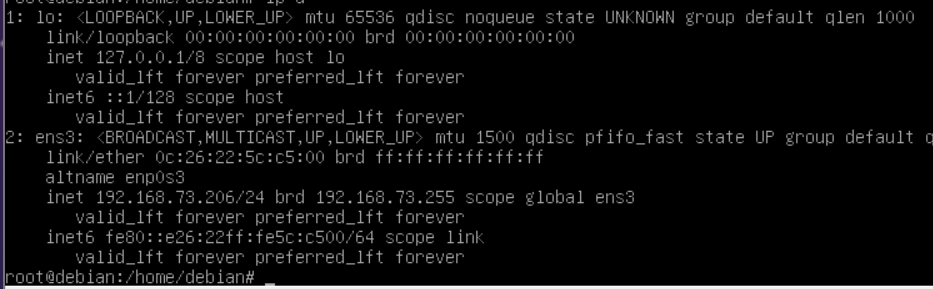 1: lo: <LOOPBACK,UP,LOWER_UP> mtu 65536 qdisc noqueue state UNKNOWN group default qlen 1000
link/loopback 00:00:00:00:00:00 brd 00:00:00:00:00:00
inet 127.0.0.1/8 scope host lo
valid_lft forever preferred_lft forever
inet6 ::1/128 scope host
valid_lft forever preferred_lft forever
2: ens3: <BROADCAST,MULTICAST,UP,LOWER_UP> mtu 1500 qdisc pfifo_fast state UP group default q
link/ether 0c:26:22:5c:c5:00 brd ff:ff:ff:ff:ff:ff
altname enp0s3
inet 192.168.73.206/24 brd 192.168.73.255 scope global ens3
valid_lft forever preferred_lft forever
inet6 fe80::e26:22ff:fe5c:c500/64 scope link
valid_lft forever preferred_lft forever
root@debian:/home/debian# _